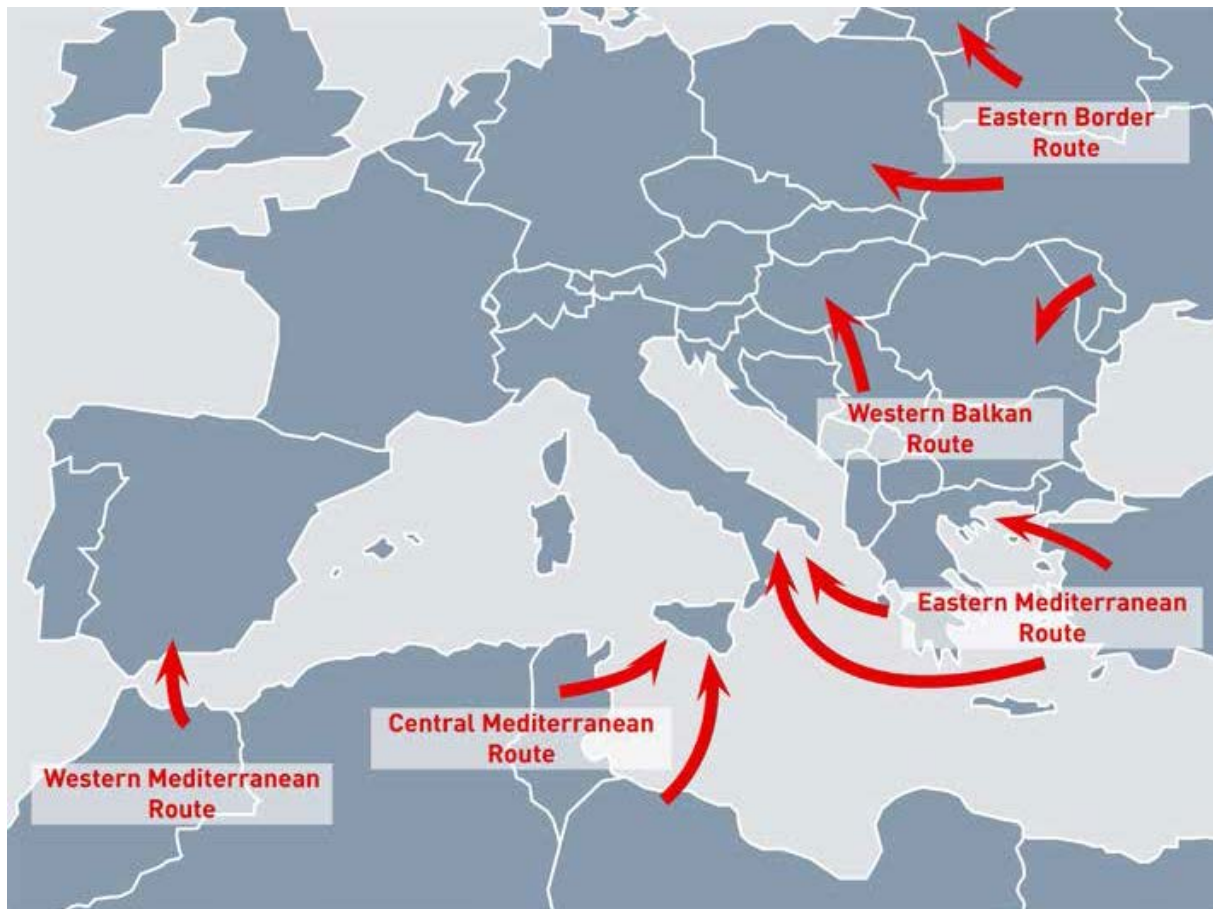 Eastern Border
Route
Western Balkan
Route
Eastern Mediterranean
Route
Central Mediterranean
Route
Western Mediterranean
Route